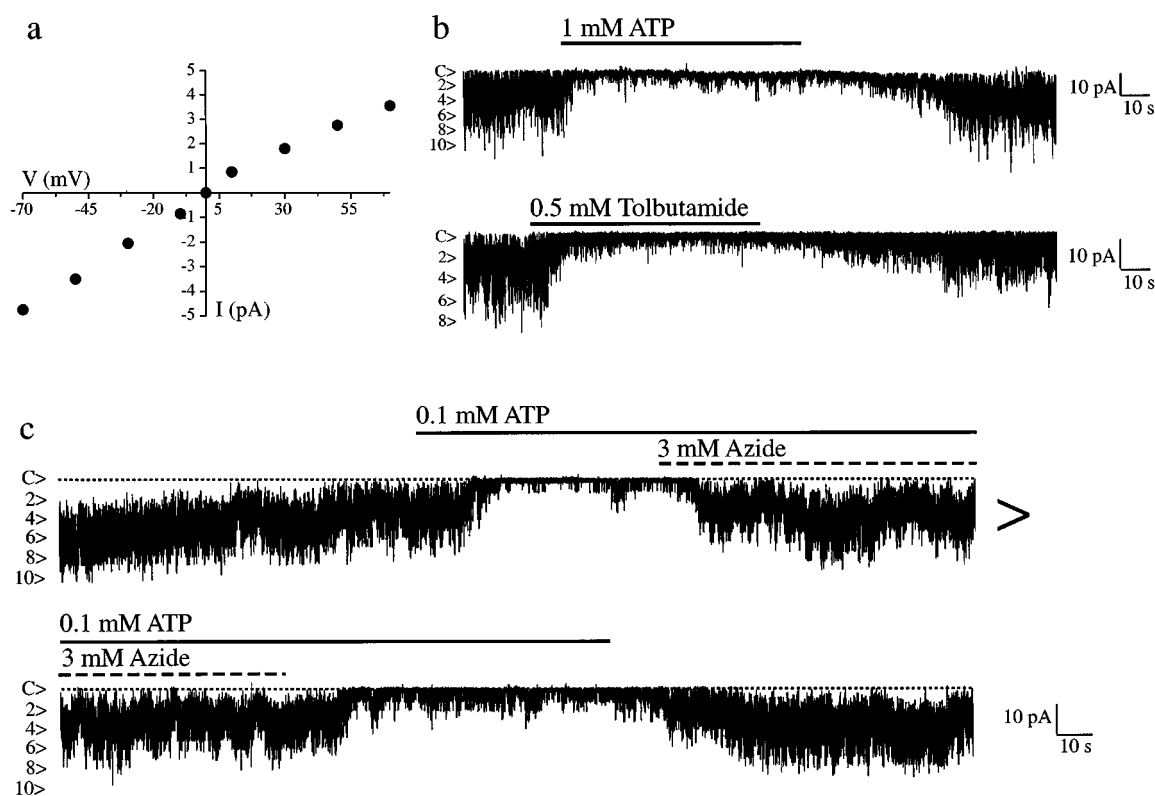 a
5
4
3
2
1
V (mV)
-70 -45 -20 5 30 55
-1
-2
-3
-4
-5
I (pA)
b
1 mM ATP
C>
2>
4>
6>
8>
10>
10 pA
10 s
0.5 mM Tolbutamide
C>
2>
4>
6>
8>
10 pA
10 s
c
0.1 mM ATP
3 mM Azide
C>
2>
4>
6>
8>
10>
>
0.1 mM ATP
3 mM Azide
C>
2>
4>
6>
8>
10>
10 pA
10 s